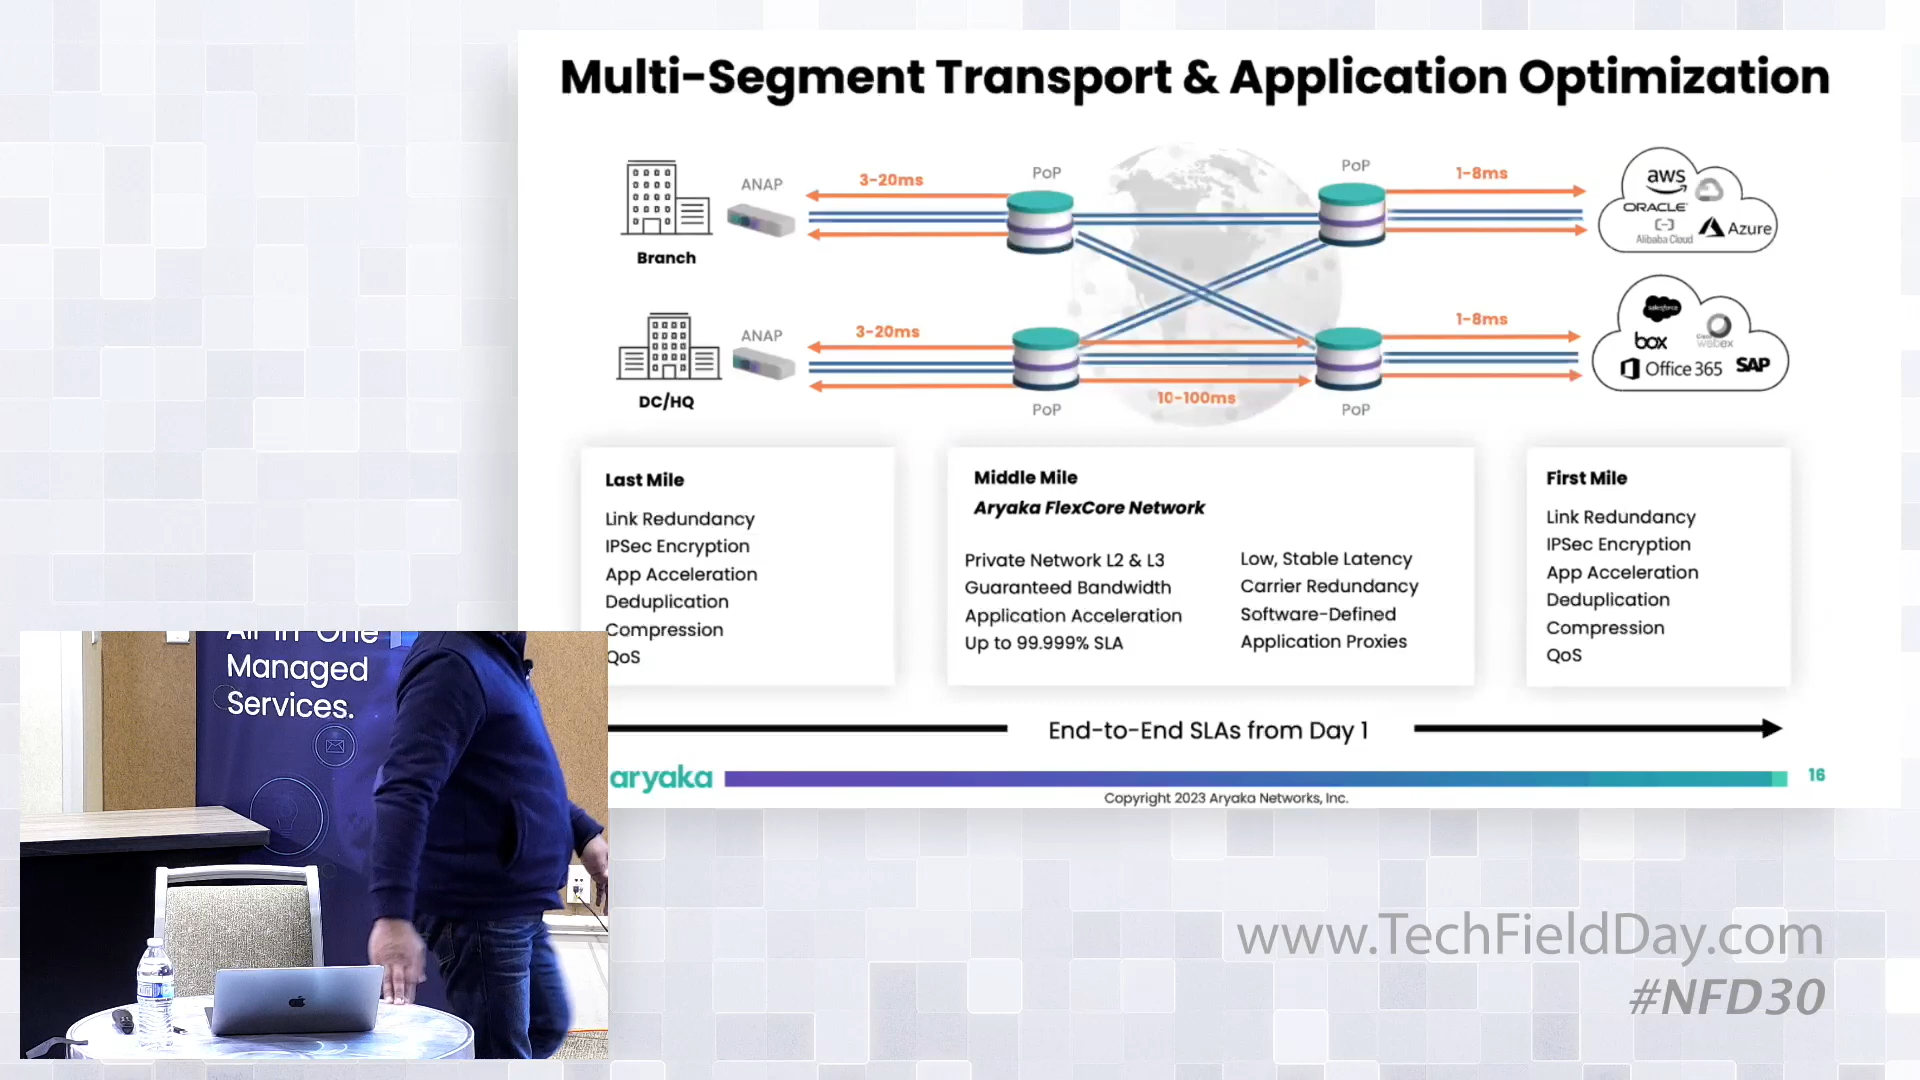 Multi-Segment Transport & Application Optimization
PoP
PoP
ANAP
3-20ms
1-8ms
aws
ORACLE
Alibaba Cloud
Azure
Branch
ANAP
3-20ms
1-8ms
salesforce
box
webex
Office 365
SAP
10-100ms
DC/HQ
PoP
PoP
Last Mile
Link Redundancy
IPSec Encryption
App Acceleration
Deduplication
Compression
QoS
Middle Mile
Aryaka FlexCore Network
Private Network L2 & L3
Guaranteed Bandwidth
Application Acceleration
Up to 99.999% SLA
Low, Stable Latency
Carrier Redundancy
Software-Defined
Application Proxies
First Mile
Link Redundancy
IPSec Encryption
App Acceleration
Deduplication
Compression
QoS
End-to-End SLAs from Day 1
aryaka
16
Copyright 2023 Aryaka Networks, Inc.
All-in-One
Managed
Services.
www.TechFieldDay.com
#NFD30